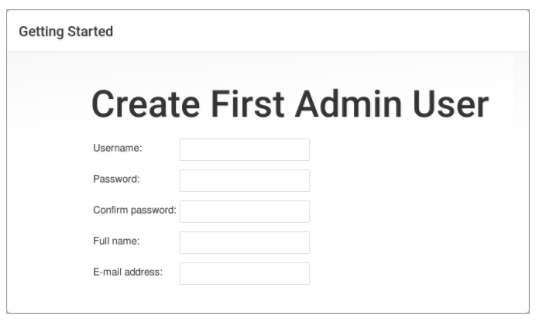 Getting Started
Create First Admin User
Username:
Password:
Confirm password:
Full name:
E-mail address: